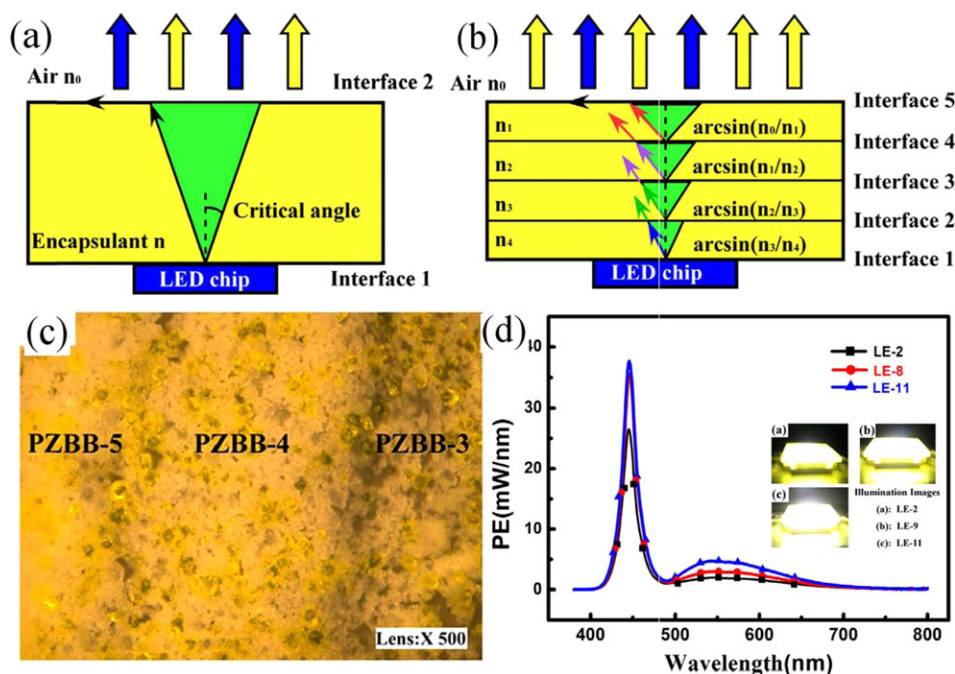 (a)
Air n₀
Interface 2
Critical angle
Encapsulant n
LED chip
Interface 1
(b)
Air n₀
Interface 5
n₁
arcsin(n₀/n₁)
Interface 4
n₂
arcsin(n₁/n₂)
Interface 3
n₃
arcsin(n₂/n₃)
Interface 2
n₄
arcsin(n₃/n₄)
Interface 1
LED chip
(c)
PZBB-5
PZBB-4
PZBB-3
Lens:X 500
(d)
PE(mW/nm)
30
20
10
0
LE-2
LE-8
LE-11
(a)
(b)
(c)
Illumination Images
(a): LE-2
(b): LE-9
(c): LE-11
400
500
600
700
800
Wavelength(nm)